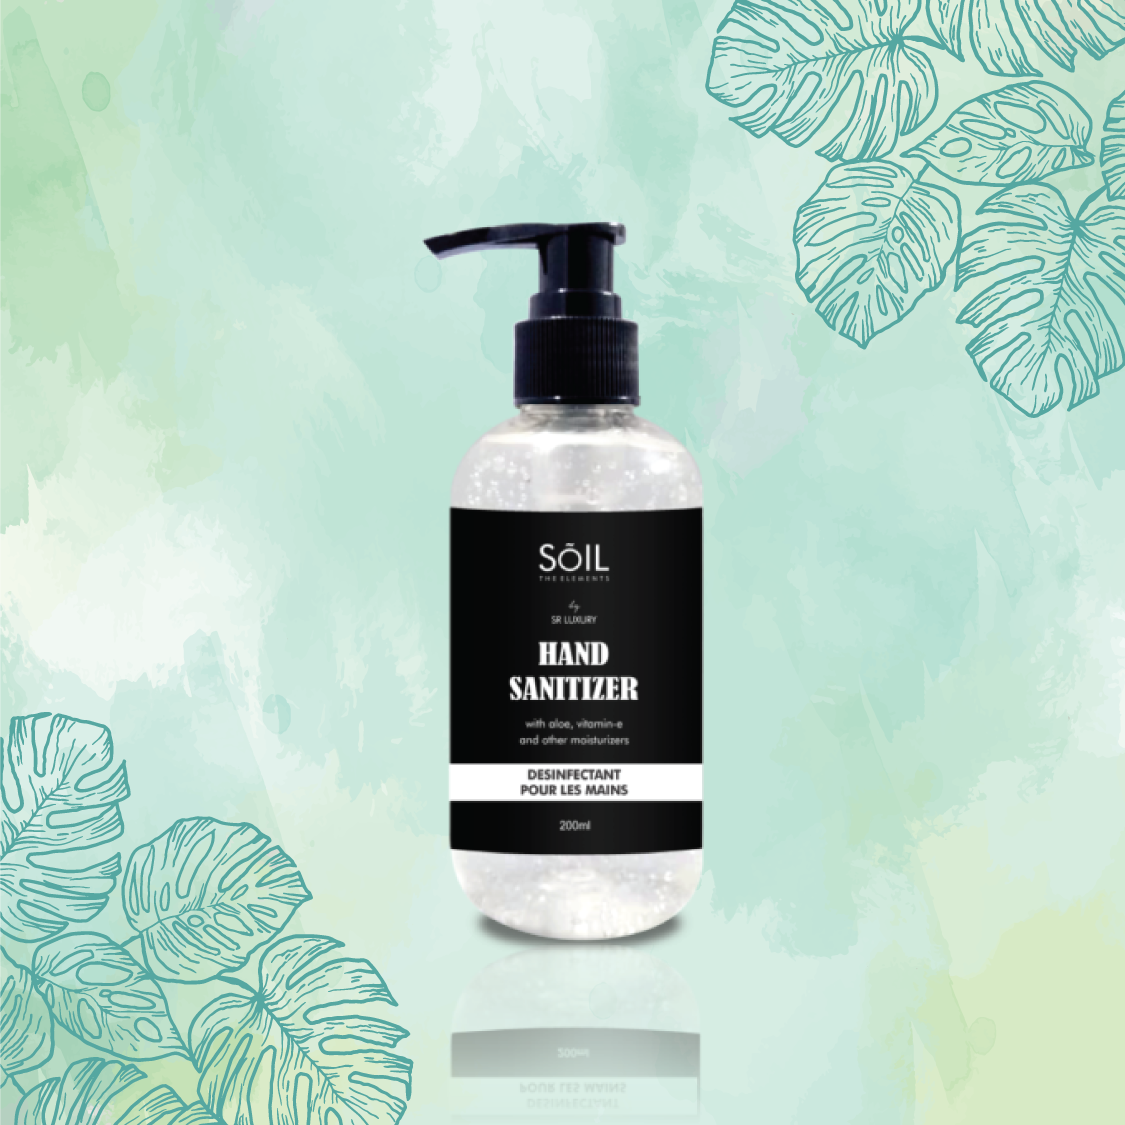 SÕIL
THE ELEMENTS
by
SR LUXURY
HAND
SANITIZER
with aloe, vitamin-e
and other moisturizers
DESINFECTANT
POUR LES MAINS
200ml